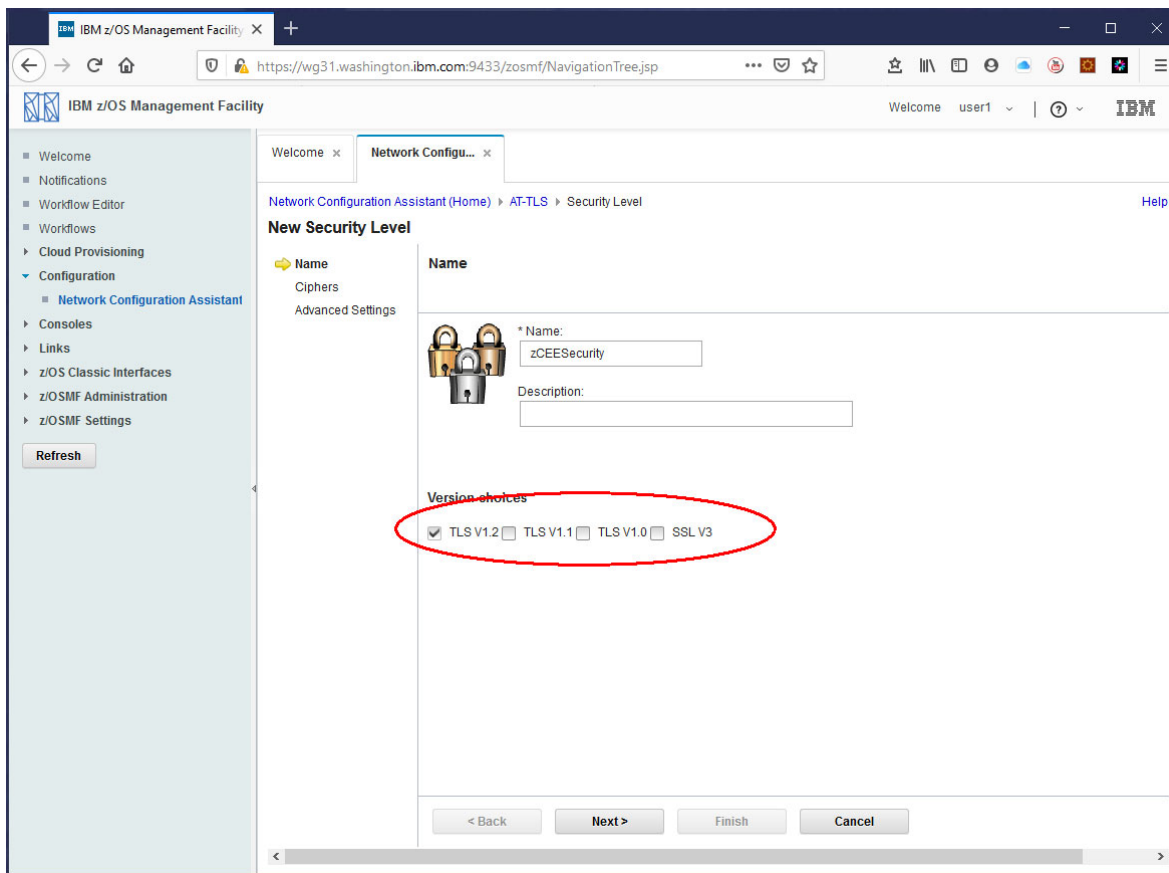 IBM IBM z/OS Management Facility
https://wg31.washington.ibm.com:9433/zosmf/NavigationTree.jsp
IBM z/OS Management Facility
Welcome user1
IBM
Welcome
Notifications
Workflow Editor
Workflows
Cloud Provisioning
Configuration
Network Configuration Assistant
Consoles
Links
z/OS Classic Interfaces
z/OSMF Administration
z/OSMF Settings
Refresh
Welcome
Network Configu...
Network Configuration Assistant (Home) AT-TLS Security Level
Help
New Security Level
Name
Ciphers
Advanced Settings
Name
* Name:
zCEESecurity
Description:
Version choices
TLS V1.2 TLS V1.1 TLS V1.0 SSL V3
< Back Next > Finish Cancel